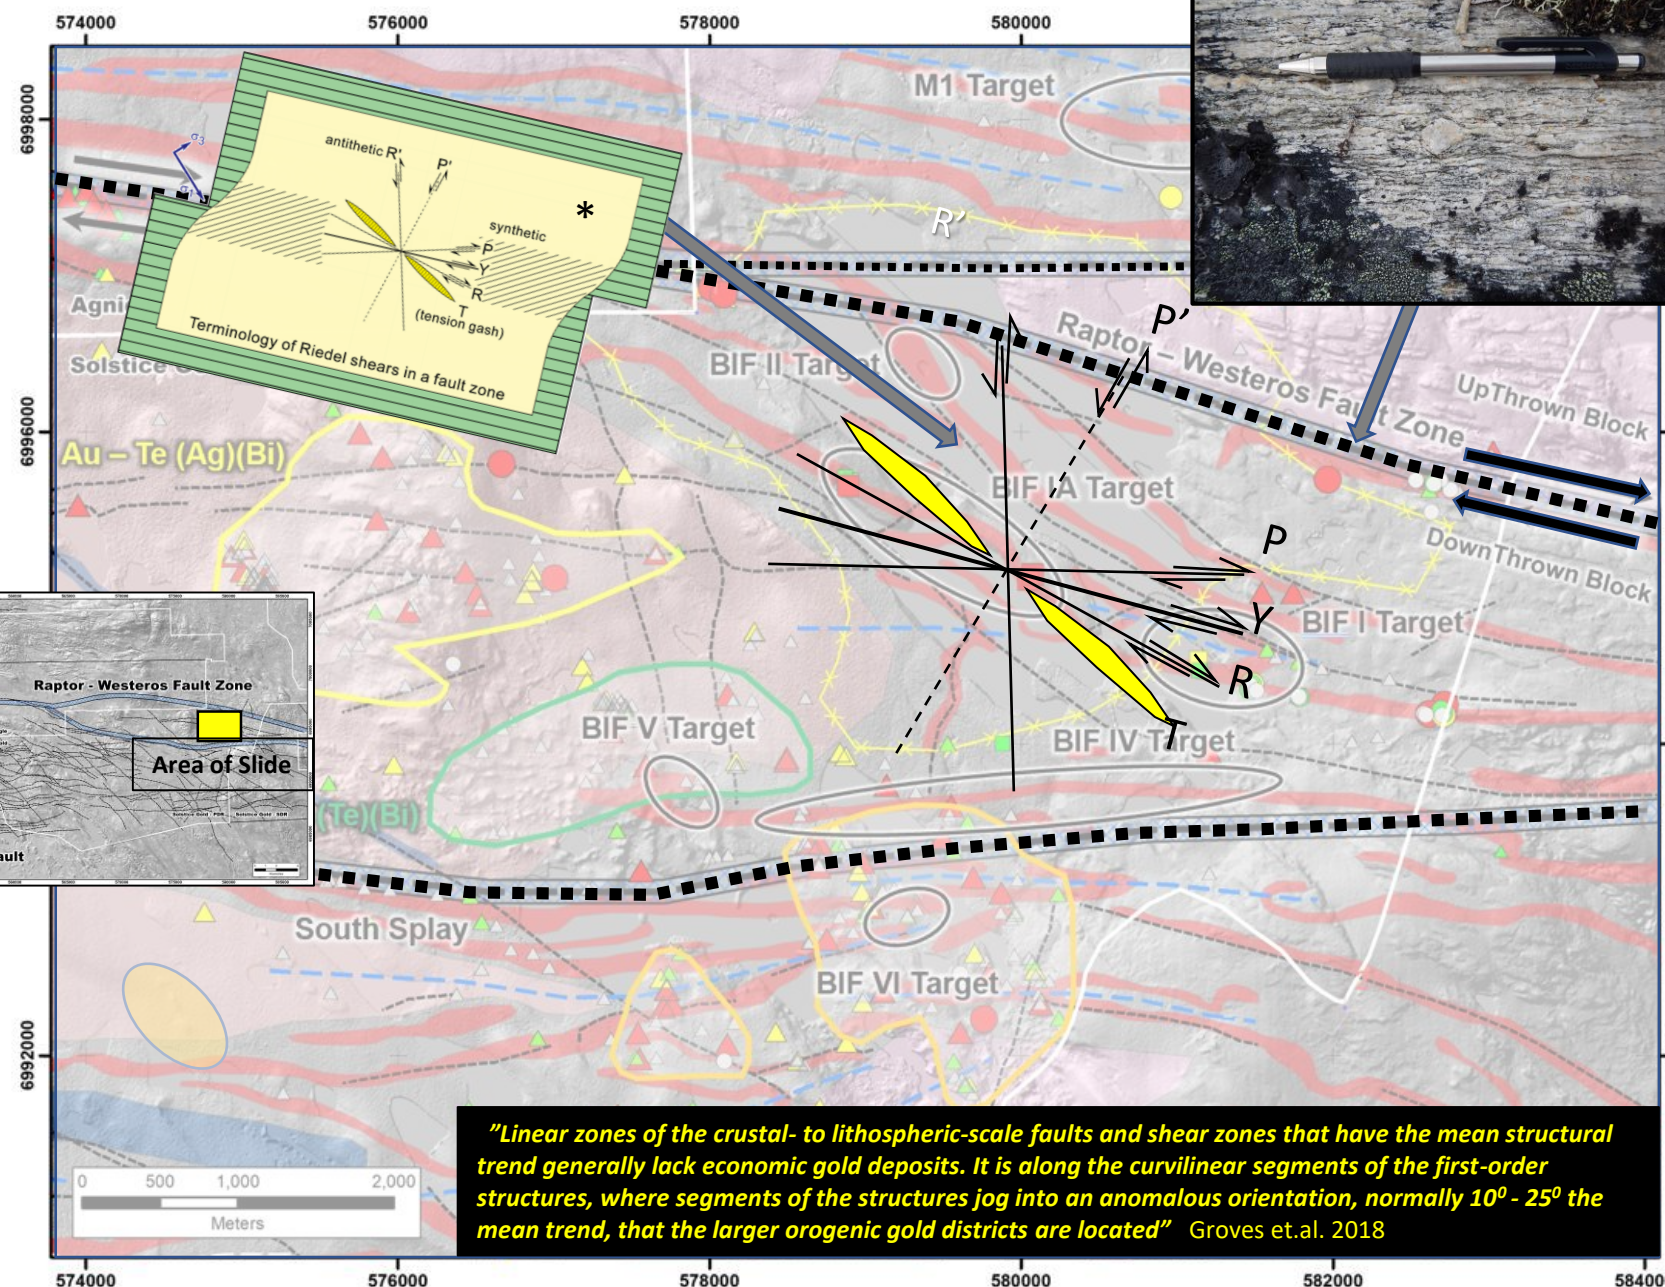 574000
576000
578000
580000
6998000
6996000
6992000
M1 Target
σ3
antithetic R'
P'
*
synthetic
P
Y
R
T
(tension gash)
Terminology of Riedel shears in a fault zone
R’
P’
Raptor – Westeros Fault Zone
UpThrown Block
DownThrown Block
BIF II Target
Au – Te (Ag)(Bi)
BIF IA Target
P
Y
BIF I Target
R
T
BIF IV Target
BIF V Target
(Te)(Bi)
Raptor - Westeros Fault Zone
Area of Slide
South Splay
BIF VI Target
0 500 1,000 2,000
Meters
”Linear zones of the crustal- to lithospheric-scale faults and shear zones that have the mean structural
trend generally lack economic gold deposits. It is along the curvilinear segments of the first-order
structures, where segments of the structures jog into an anomalous orientation, normally 10⁰ - 25⁰ the
mean trend, that the larger orogenic gold districts are located” Groves et.al. 2018
574000
576000
578000
580000
582000